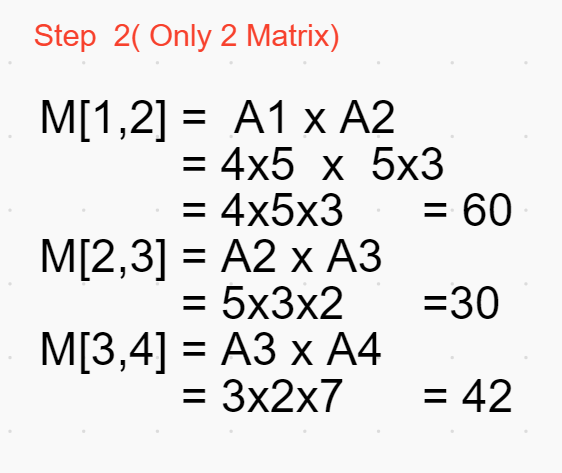 Step 2( Only 2 Matrix)
M[1,2] = A1 x A2
= 4x5 x 5x3
= 4x5x3 = 60
M[2,3] = A2 x A3
= 5x3x2 =30
M[3,4] = A3 x A4
= 3x2x7 = 42